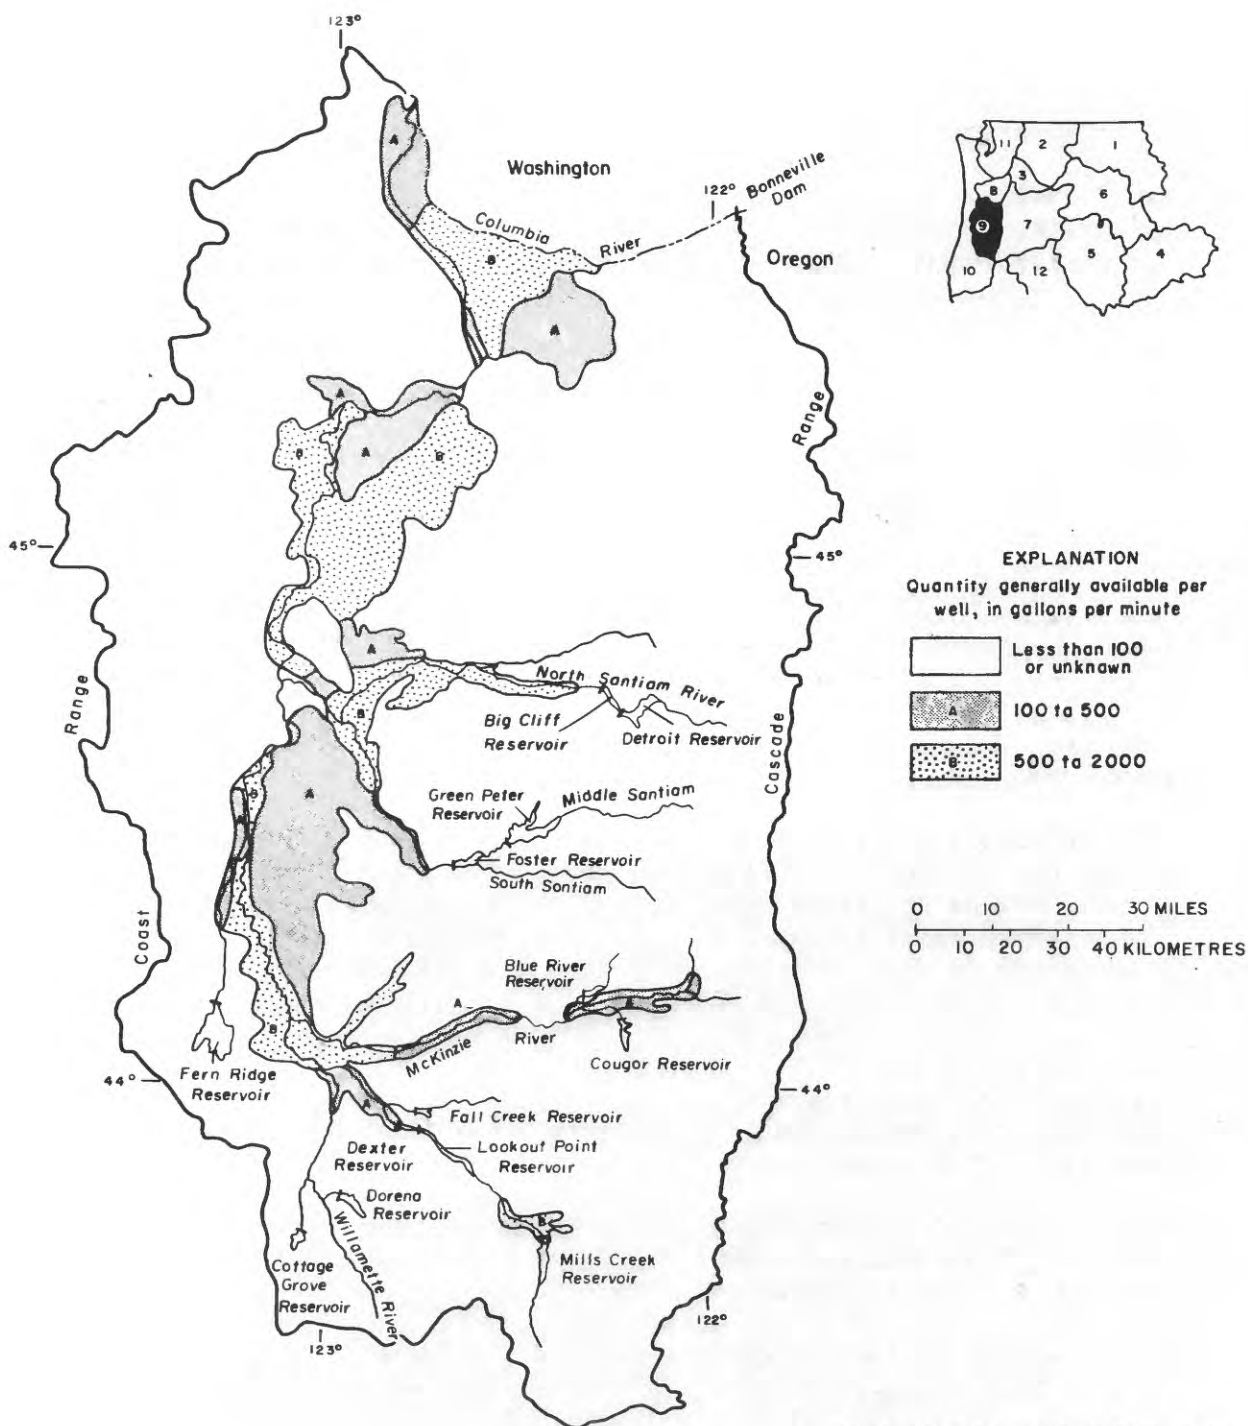 123°
A
Washington
122°
Bonneville
Dam
Columbia
River
Oregon
B
A
11
2
1
3
8
6
9
7
8
5
4
10
12
A
B
A
B
Range
45°
45°
EXPLANATION
Quantity generally available per
well, in gallons per minute
Less than 100
or unknown
A
100 to 500
B
500 to 2000
A
North Santiam River
B
Big Cliff
Reservoir
Detroit Reservoir
Range
Cascade
Green Peter
Reservoir
Middle Santiam
A
B
A
Foster Reservoir
South Santiam
0 10 20 30 MILES
0 10 20 30 40 KILOMETRES
Coast
Blue River
Reservoir
A
A
B
River
McKinzie
Cougor Reservoir
Fern Ridge
Reservoir
44°
44°
A
Fall Creek Reservoir
Dexter
Reservoir
Lookout Point
Reservoir
Dorena
Reservoir
B
Willamette River
Cottage
Grove
Reservoir
Mills Creek
Reservoir
122°
123°